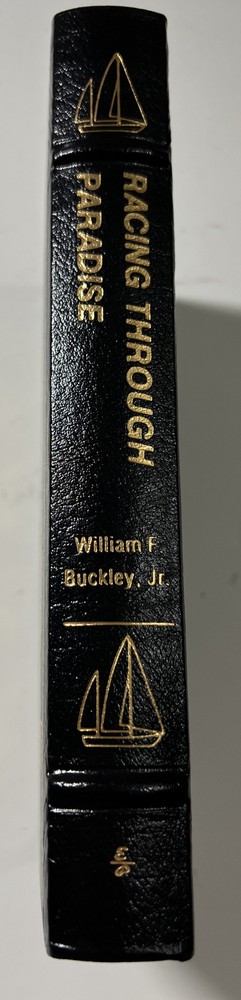 RACING THROUGH
PARADISE
William F
Buckley, Jr.